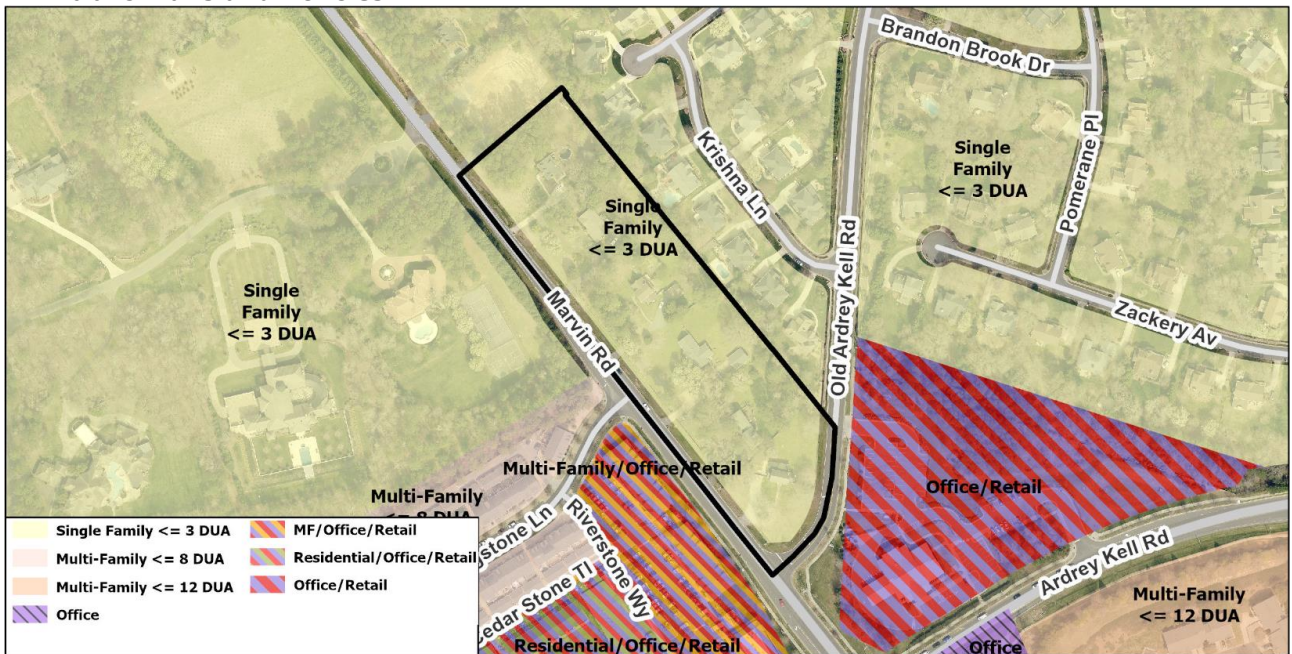 Brandon Brook Dr
Krishna Ln
Single
Family
<= 3 DUA
Pomerane Pl
Single
Family
<= 3 DUA
Old Ardrey Kell Rd
Zackery Av
Single
Family
<= 3 DUA
Marvin Rd
Multi-Family/Office/Retail
Office/Retail
Multi-Family
<= 8 DUA
Riverstone Wy
Cedar Stone Tl
Ardrey Kell Rd
Multi-Family
<= 12 DUA
Residential/Office/Retail
Office
Single Family <= 3 DUA
MF/Office/Retail
Multi-Family <= 8 DUA
Residential/Office/Retail
Multi-Family <= 12 DUA
Office/Retail
Office